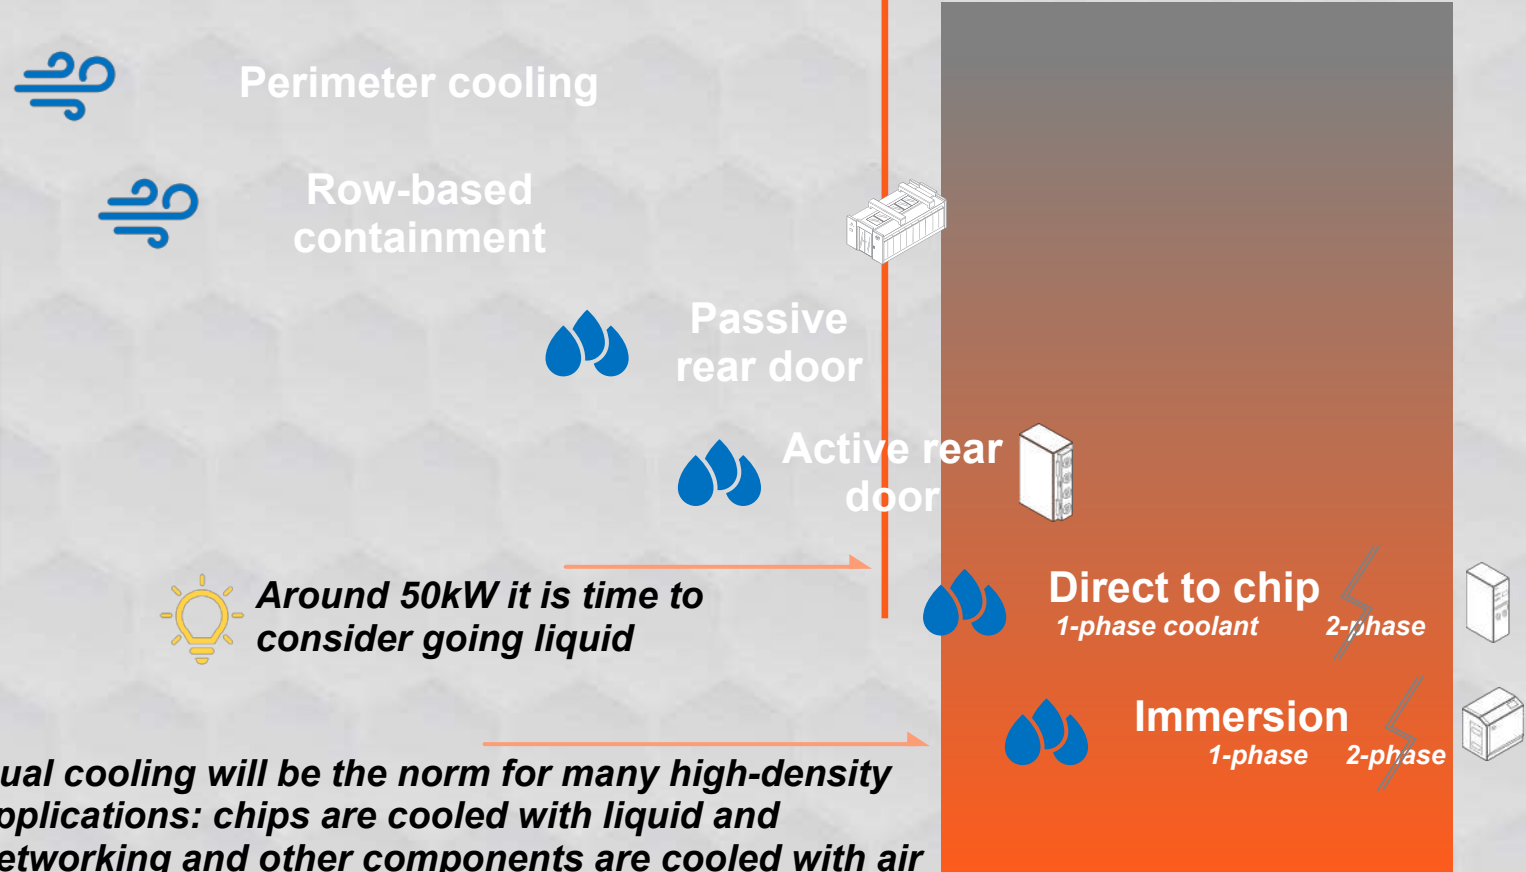 Perimeter cooling
Row-based
containment
Passive
rear door
Active rear
door
Around 50kW it is time to
consider going liquid
Direct to chip
1-phase coolant 2-phase
Immersion
1-phase 2-phase
ual cooling will be the norm for many high-density
pplications: chips are cooled with liquid and
etworking and other components are cooled with air